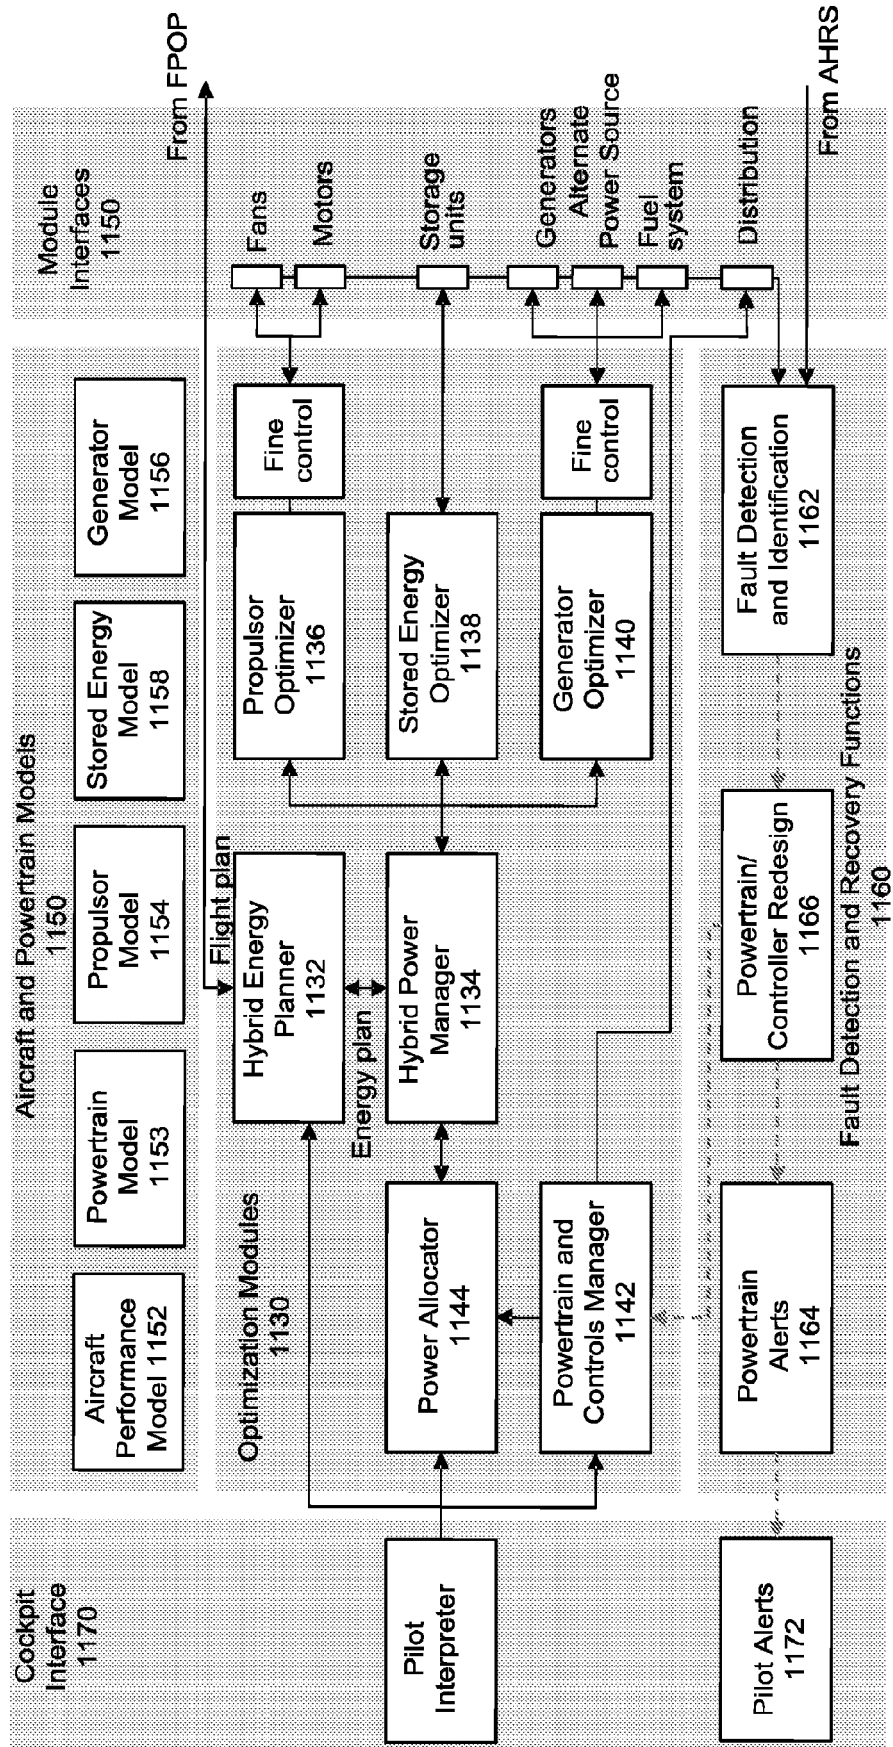 Cockpit
Interface
1170
Pilot
Interpreter
Pilot Alerts
1172
Aircraft and Powertrain Models
1150
Aircraft
Performance
Model 1152
Powertrain
Model
1153
Propulsor
Model
1154
Stored Energy
Model
1158
Generator
Model
1156
Module
Interfaces
1150
From FPOP
Flight plan
Optimization Modules
1130
Hybrid Energy
Planner
1132
Energy plan
Hybrid Power
Manager
1134
Power Allocator
1144
Powertrain and
Controls Manager
1142
Propulsor
Optimizer
1136
Fine
control
Stored Energy
Optimizer
1138
Generator
Optimizer
1140
Fine
control
Fans
Motors
Storage
units
Generators
Alternate
Power Source
Fuel
system
Distribution
From AHRS
Powertrain
Alerts
1164
Powertrain/
Controller Redesign
1166
Fault Detection
and Identification
1162
Fault Detection and Recovery Functions
1160